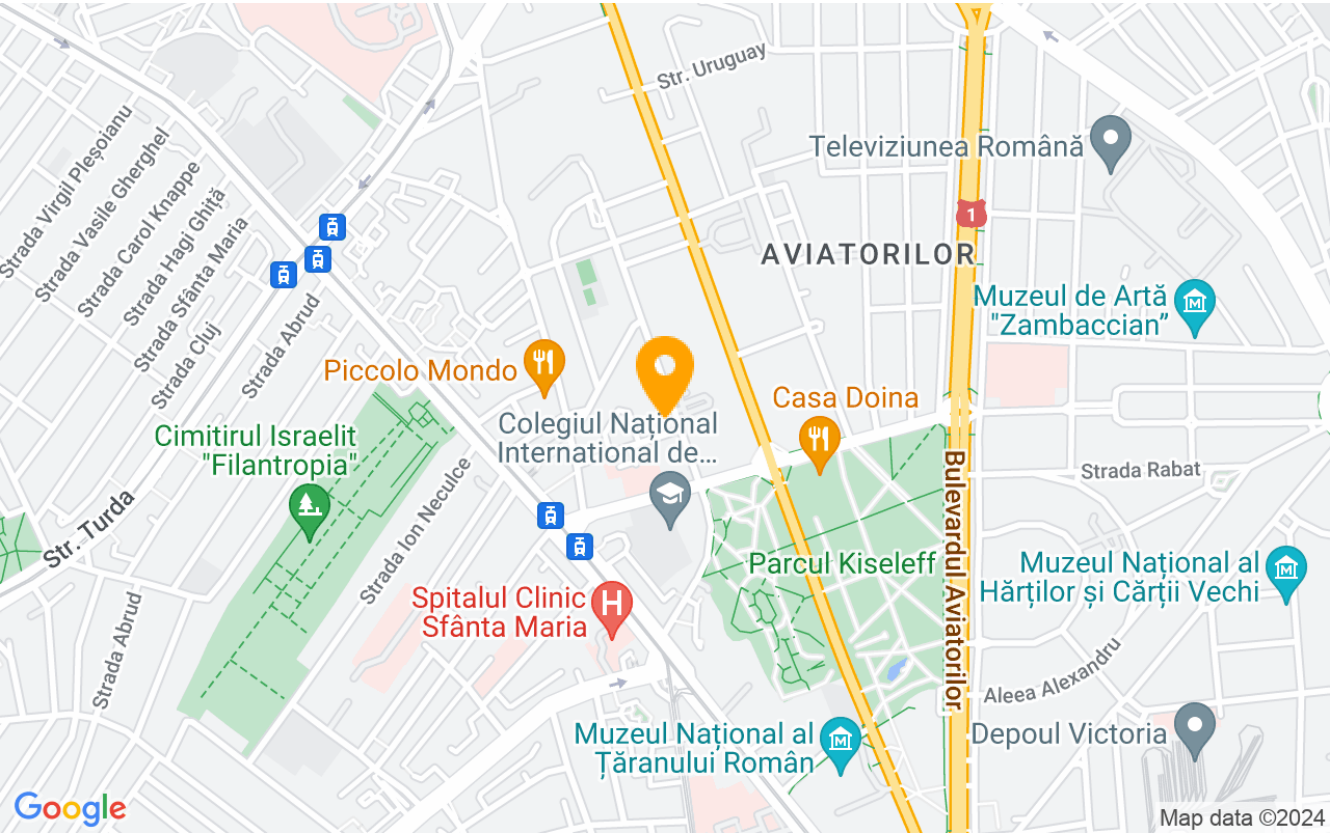 Str. Uruguay
Strada Virgil Pleșoianu
Strada Vasile Gherghel
Strada Carol Knappe
Strada Hagi Ghiță
Strada Sfânta Maria
Strada Cluj
Strada Abrud
Televiziunea Română
1
AVIATORILOR
Muzeul de Artă
"Zambaccian”
M
Piccolo Mondo
Casa Doina
Colegiul Național
International de...
Cimitirul Israelit
"Filantropia"
Strada Ion Neculce
Str. Turda
Strada Rabat
Bulevardul Aviatorilor
Parcul Kiseleff
Muzeul Național al
Hărților și Cărții Vechi
M
Spitalul Clinic
Sfânta Maria
H
Strada Abrud
Aleea Alexandru
Muzeul Național al
Țăranului Român
M
Depoul Victoria
Google
Map data ©2024